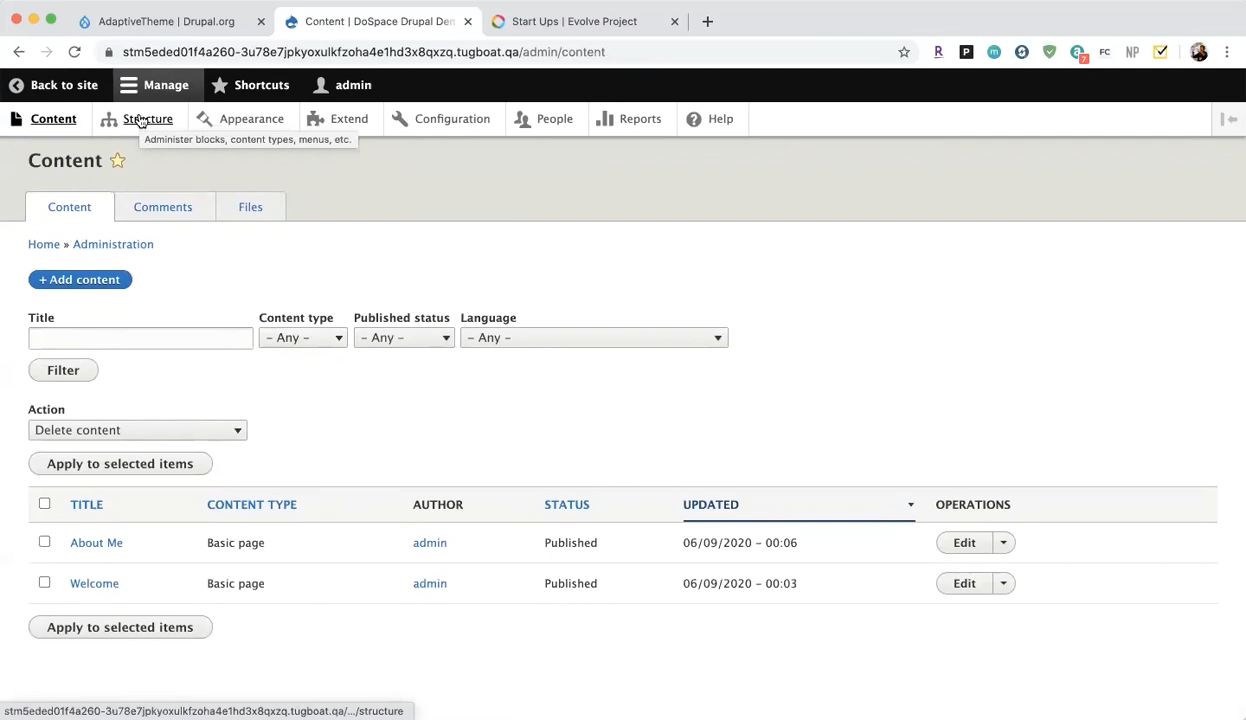 AdaptiveTheme | Drupal.org
Content | DoSpace Drupal Den
Start Ups | Evolve Project
stm5eded01f4a260-3u78e7jpkyoxulkfzoha4e1hd3x8qxzq.tugboat.qa/admin/content
R P m a 7 FC NP
Back to site Manage Shortcuts admin
Content Structure Appearance Extend Configuration People Reports Help
Administer blocks, content types, menus, etc.
Content
Content Comments Files
Home » Administration
+ Add content
Title Content type Published status Language
– Any – – Any – – Any –
Filter
Action
Delete content
Apply to selected items
TITLE CONTENT TYPE AUTHOR STATUS UPDATED OPERATIONS
About Me Basic page admin Published 06/09/2020 – 00:06 Edit
Welcome Basic page admin Published 06/09/2020 – 00:03 Edit
Apply to selected items
stm5eded01f4a260-3u78e7jpkyoxulkfzoha4e1hd3x8qxzq.tugboat.qa/.../structure